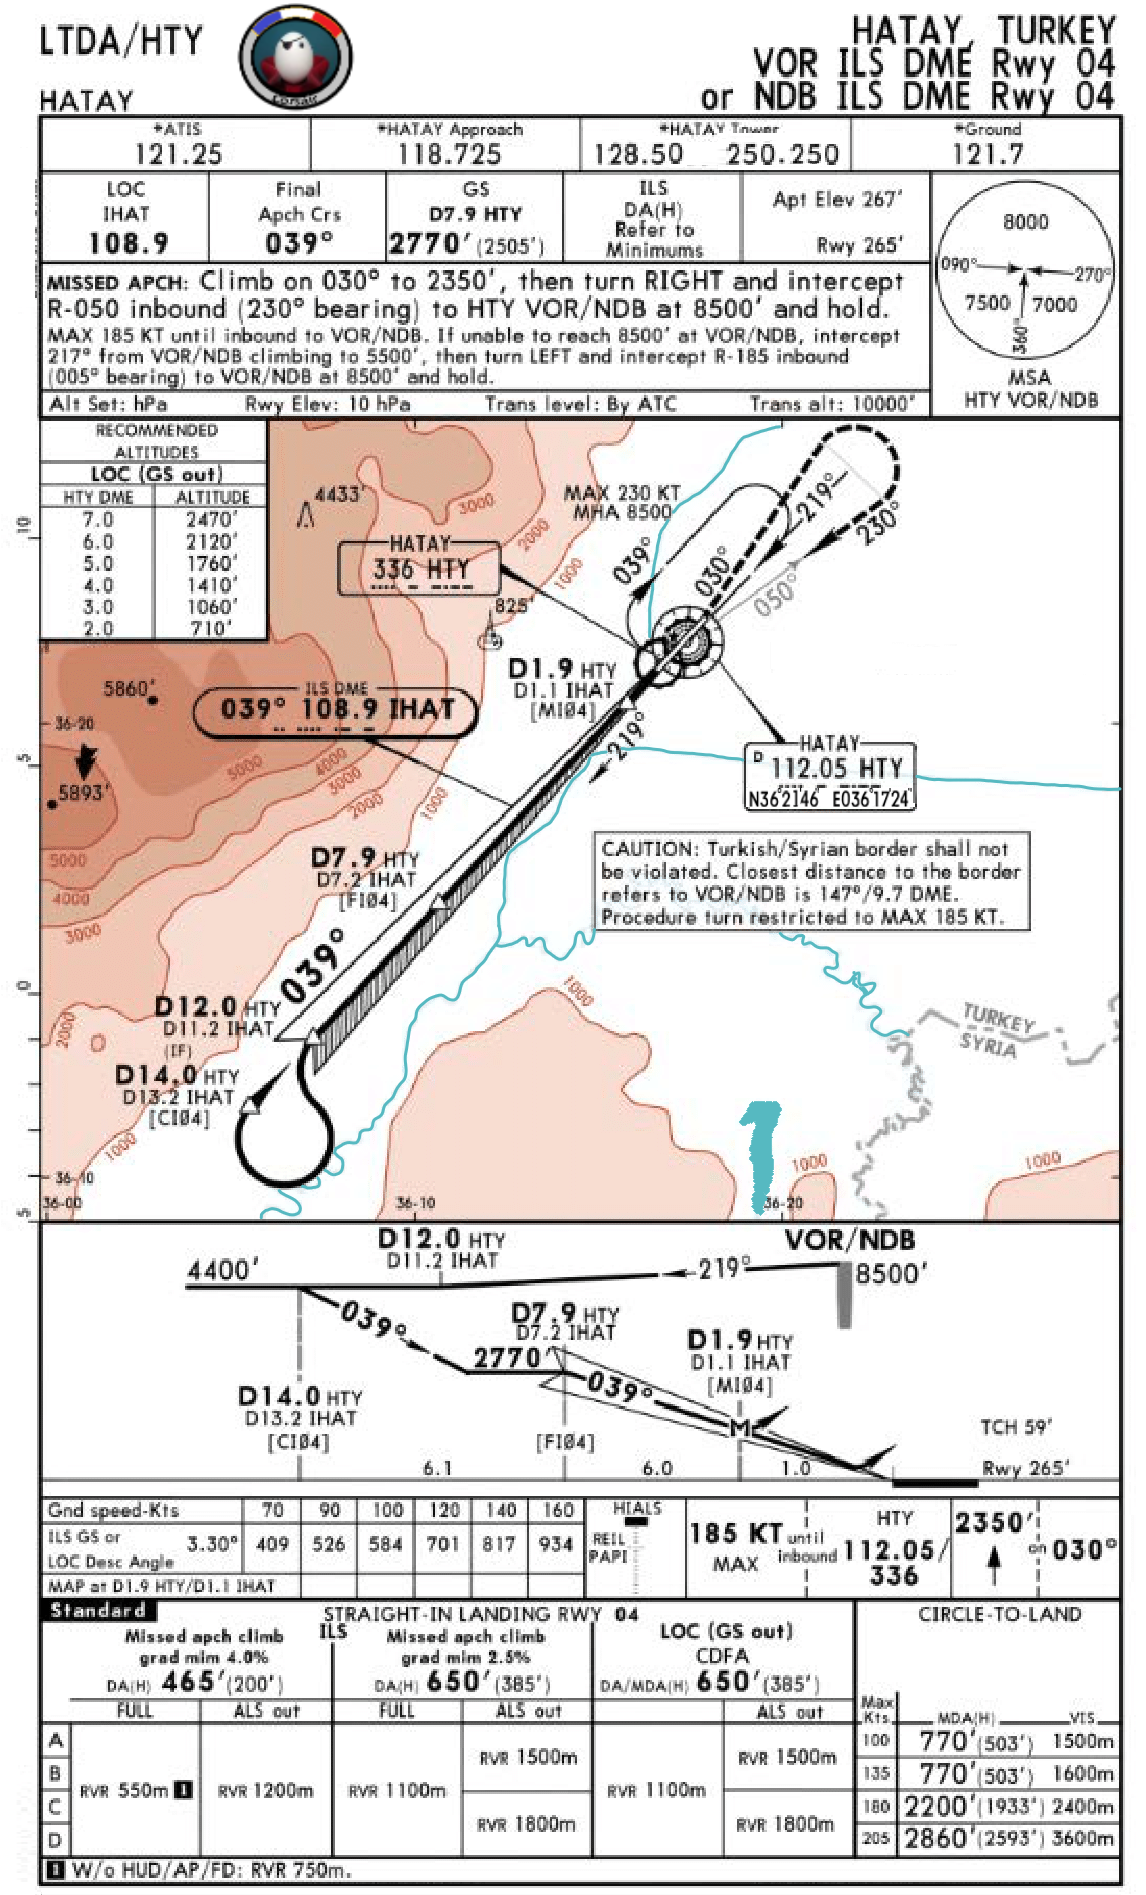 LTDA/HTY
HATAY
Corsair
HATAY, TURKEY
VOR ILS DME Rwy 04
or NDB ILS DME Rwy 04
*ATIS
121.25
*HATAY Approach
118.725
*HATAY Tower
128.50 250.250
*Ground
121.7
LOC
IHAT
108.9
Final
Apch Crs
039°
GS
D7.9 HTY
2770' (2505')
ILS
DA(H)
Refer to
Minimums
Apt Elev 267'
Rwy 265'
MISSED APCH: Climb on 030° to 2350', then turn RIGHT and intercept
R-050 inbound (230° bearing) to HTY VOR/NDB at 8500' and hold.
MAX 185 KT until inbound to VOR/NDB. If unable to reach 8500' at VOR/NDB, intercept
217° from VOR/NDB climbing to 5500', then turn LEFT and intercept R-185 inbound
(005° bearing) to VOR/NDB at 8500' and hold.
Alt Set: hPa Rwy Elev: 10 hPa Trans level: By ATC Trans alt: 10000'
8000
090° 270°
7500 7000
360°
MSA
HTY VOR/NDB
RECOMMENDED
ALTITUDES
LOC (GS out)
HTY DME ALTITUDE
7.0 2470'
6.0 2120'
5.0 1760'
4.0 1410'
3.0 1060'
2.0 710'
4433'
3000
2000
1000
MAX 230 KT
MHA 8500
219°
230°
039°
030°
050°
HATAY
336 HTY
825'
10
D1.9 HTY
D1.1 IHAT
[MI04]
219°
5860'
ILS DME
039° 108.9 IHAT
36-20
5
5893'
5000
4000
3000
2000
1000
HATAY
D 112.05 HTY
N362146 E0361724
CAUTION: Turkish/Syrian border shall not
be violated. Closest distance to the border
refers to VOR/NDB is 147°/9.7 DME.
Procedure turn restricted to MAX 185 KT.
5000
4000
3000
D7.9 HTY
D7.2 IHAT
[FI04]
039°
0
1000
D12.0 HTY
D11.2 IHAT
(IF)
2000
TURKEY
SYRIA
D14.0 HTY
D13.2 IHAT
[CI04]
1000
1
1000
1000
36-10
5
36-00
36-10
36-20
D12.0 HTY
D11.2 IHAT
VOR/NDB
4400'
219°
8500'
039°
D7.9 HTY
D7.2 IHAT
2770'
039°
D1.9 HTY
D1.1 IHAT
[MI04]
M
D14.0 HTY
D13.2 IHAT
[CI04]
[FI04]
TCH 59'
6.1 6.0 1.0 Rwy 265'
Gnd speed-Kts 70 90 100 120 140 160
ILS GS or
LOC Desc Angle 3.30° 409 526 584 701 817 934
MAP at D1.9 HTY/D1.1 IHAT
HIALS
REIL
PAPI
185 KT until
MAX inbound
HTY
112.05/
336
2350'
on 030°
Standard
STRAIGHT-IN LANDING RWY 04
ILS
Missed apch climb
grad mim 4.0%
DA(H) 465' (200')
Missed apch climb
grad mim 2.5%
DA(H) 650' (385')
LOC (GS out)
CDFA
DA/MDA(H) 650' (385')
CIRCLE-TO-LAND
FULL ALS out FULL ALS out ALS out
Max
Kts. MDA(H) VIS
A
B
C
D
RVR 550m 1
RVR 1200m
RVR 1100m
RVR 1500m
RVR 1800m
RVR 1100m
RVR 1500m
RVR 1800m
100 770' (503') 1500m
135 770' (503') 1600m
180 2200' (1933') 2400m
205 2860' (2593') 3600m
1 W/o HUD/AP/FD: RVR 750m.